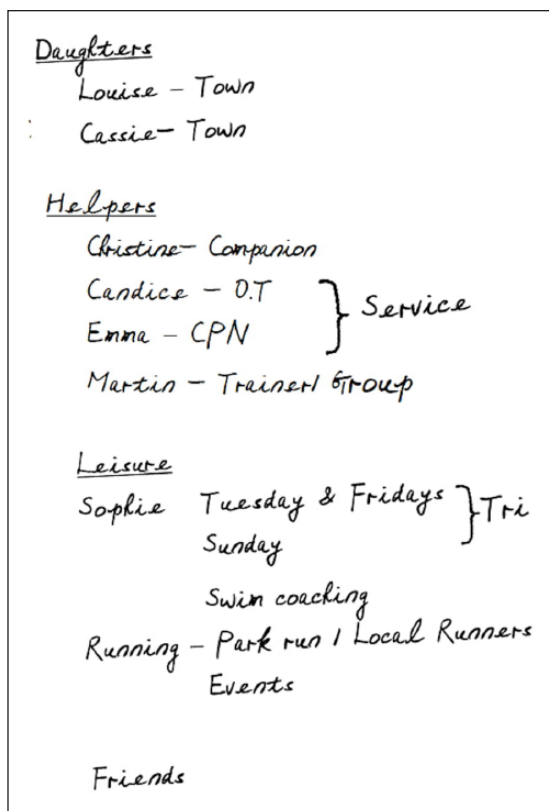 Daughters
Louise – Town
Cassie – Town
Helpers
Christine – Companion
Candice – O.T
Emma – CPN
} Service
Martin – Trainer/ Group
Leisure
Sophie Tuesday & Fridays
Sunday
} Tri
Swim coaching
Running – Park run / Local Runners
Events
Friends